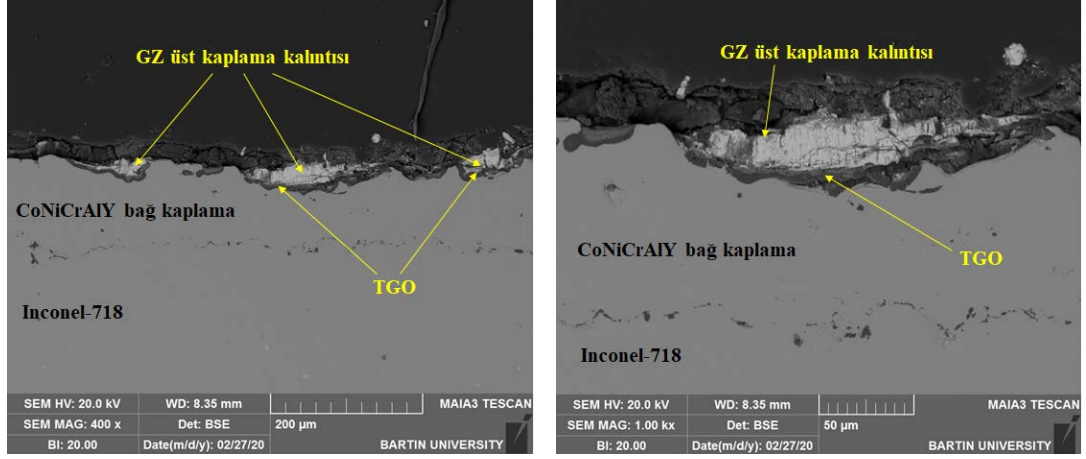 GZ üst kaplama kalıntısı
CoNiCrAlY bağ kaplama
TGO
Inconel-718
SEM HV: 20.0 kV WD: 8.35 mm MAIA3 TESCAN
SEM MAG: 400 x Det: BSE 200 µm
BI: 20.00 Date(m/d/y): 02/27/20 BARTIN UNIVERSITY
GZ üst kaplama kalıntısı
CoNiCrAlY bağ kaplama
TGO
Inconel-718
SEM HV: 20.0 kV WD: 8.35 mm MAIA3 TESCAN
SEM MAG: 1.00 kx Det: BSE 50 µm
BI: 20.00 Date(m/d/y): 02/27/20 BARTIN UNIVERSITY